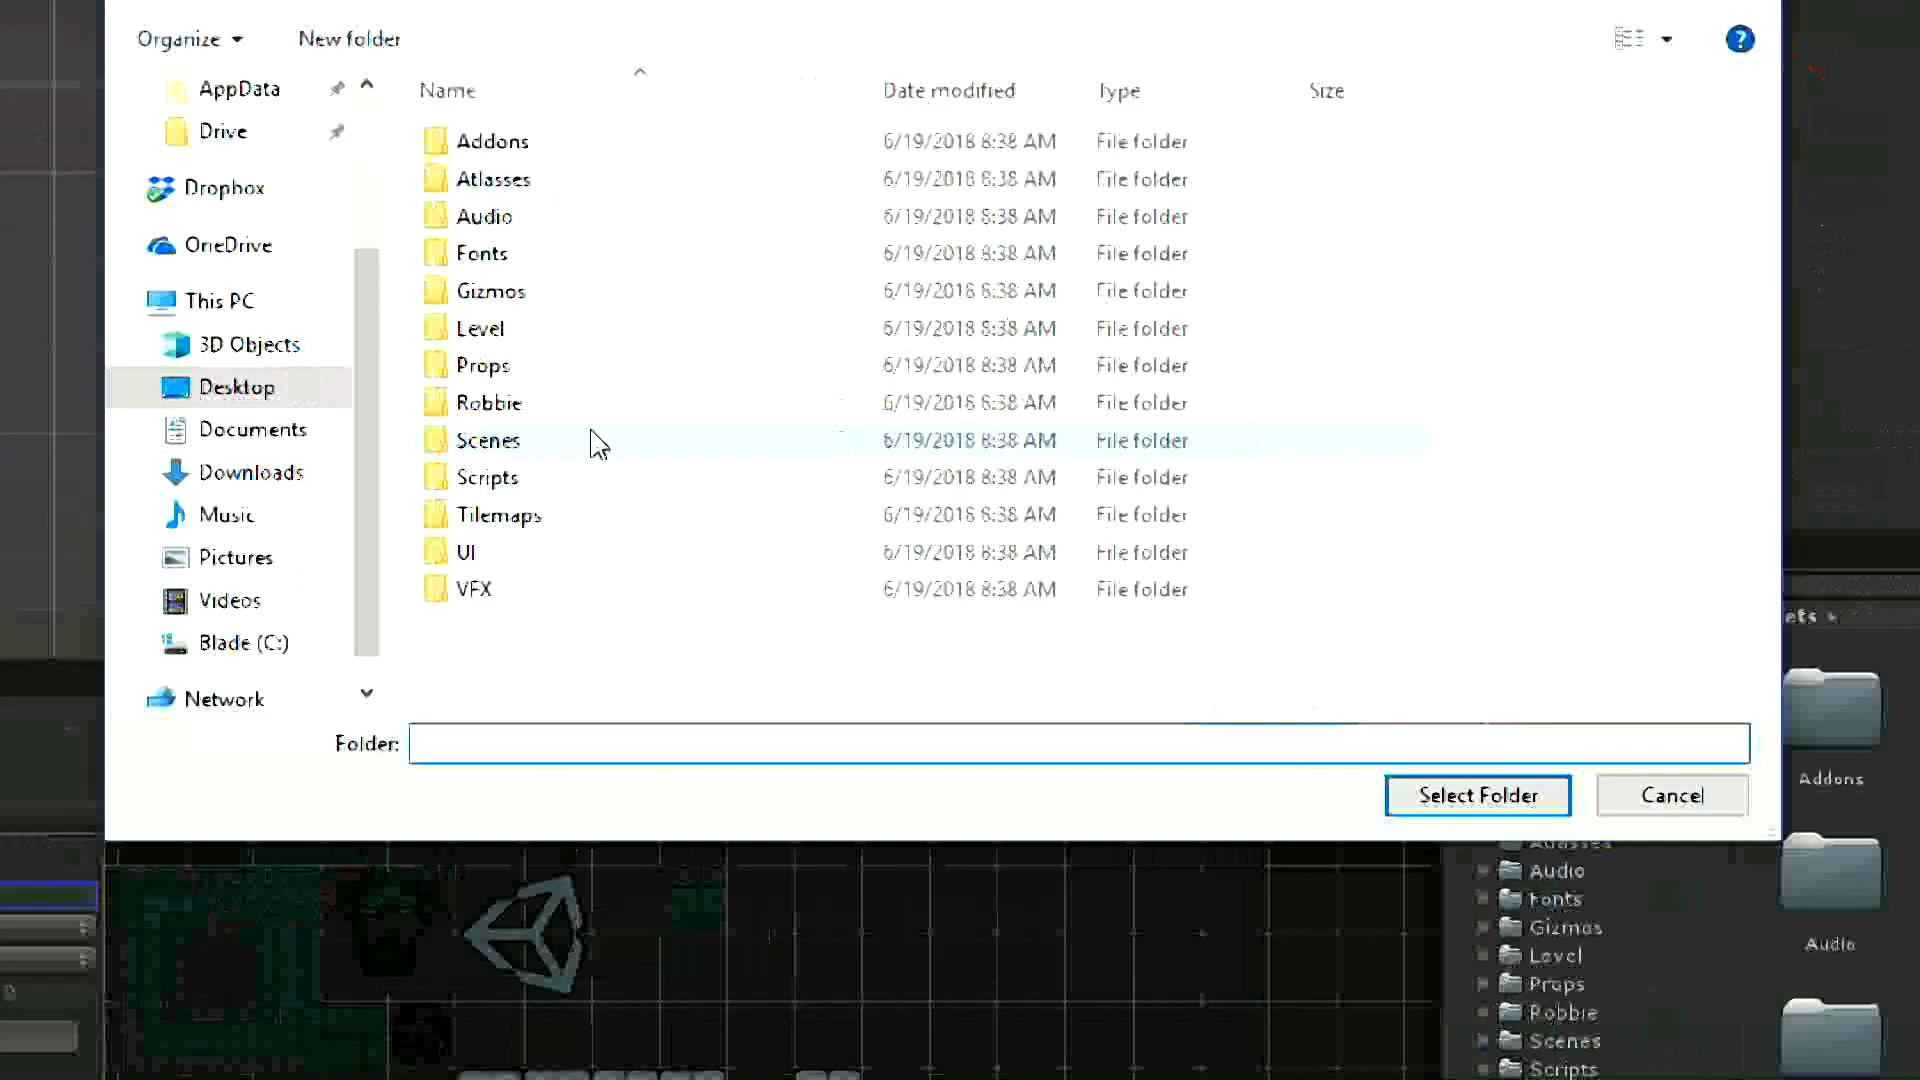 Organize New folder
Name Date modified Type Size
AppData
Drive
Dropbox
OneDrive
This PC
3D Objects
Desktop
Documents
Downloads
Music
Pictures
Videos
Blade (C:)
Network
Addons 6/19/2018 8:38 AM File folder
Atlasses 6/19/2018 8:38 AM File folder
Audio 6/19/2018 8:38 AM File folder
Fonts 6/19/2018 8:38 AM File folder
Gizmos 6/19/2018 8:38 AM File folder
Level 6/19/2018 8:38 AM File folder
Props 6/19/2018 8:38 AM File folder
Robbie 6/19/2018 8:38 AM File folder
Scenes 6/19/2018 8:38 AM File folder
Scripts 6/19/2018 8:38 AM File folder
Tilemaps 6/19/2018 8:38 AM File folder
UI 6/19/2018 8:38 AM File folder
VFX 6/19/2018 8:38 AM File folder
Folder:
Select Folder Cancel
ets
Addons
Audio
Atlasses
Audio
Fonts
Gizmos
Level
Props
Robbie
Scenes
Scripts